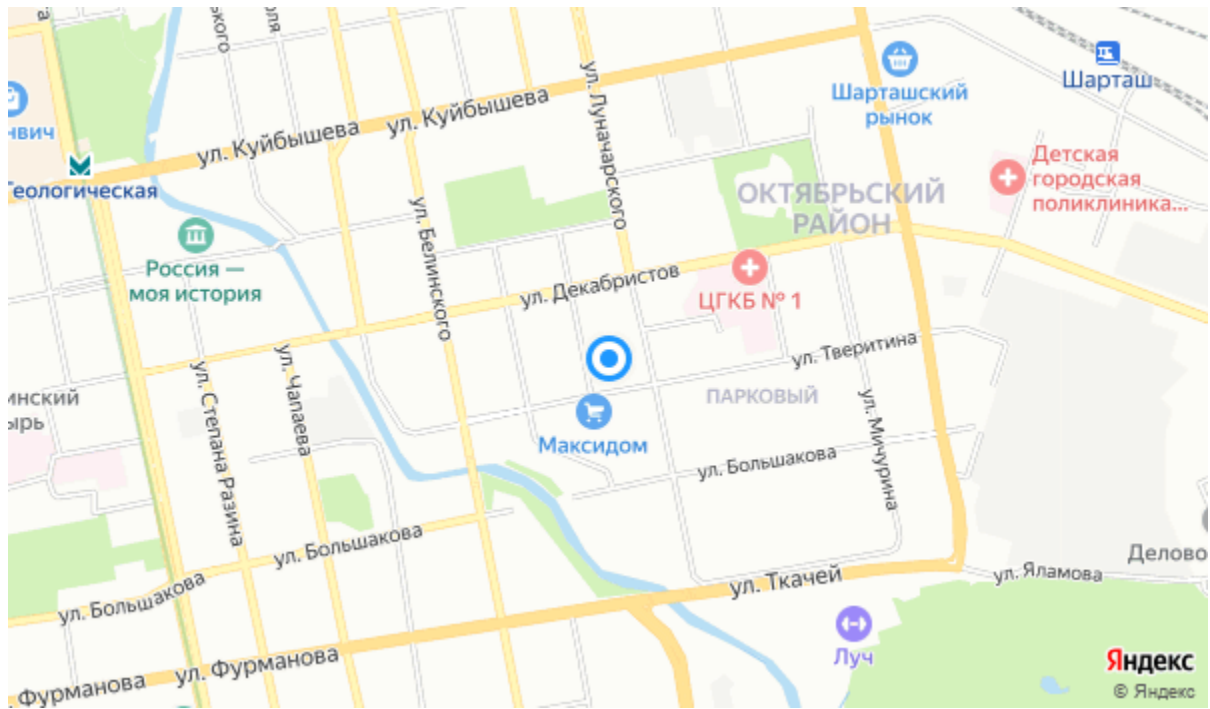 ул. Луначарского
Шарташ
Шарташский
рынок
ул. Куйбышева
ул. Куйбышева
Геологическая
Детская
городская
поликлиника...
ОКТЯБРЬСКИЙ
РАЙОН
ул. Белинского
Россия —
моя история
ул. Декабристов
ЦГКБ № 1
ул. Тверитина
ПАРКОВЫЙ
ул. Степана Разина
ул. Чапаева
Максидом
ул. Большакова
ул. Мичурина
ул. Большакова
ул. Большакова
ул. Ткачей
ул. Яламова
Делово
Луч
ул. Фурманова
Фурманова
Яндекс
© Яндекс